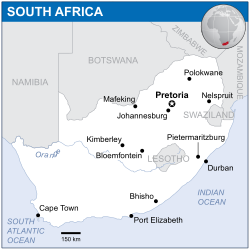 SOUTH AFRICA
ZIMBABWE
MOZAMBIQUE
BOTSWANA
Polokwane
NAMIBIA
Pretoria
Nelspruit
Mafeking
Johannesburg
SWAZILAND
Pietermaritzburg
Kimberley
Oranj
Bloemfontein
LESOTHO
Durban
Bhisho
INDIAN
OCEAN
Cape Town
Port Elizabeth
SOUTH
ATLANTIC
OCEAN
150 km